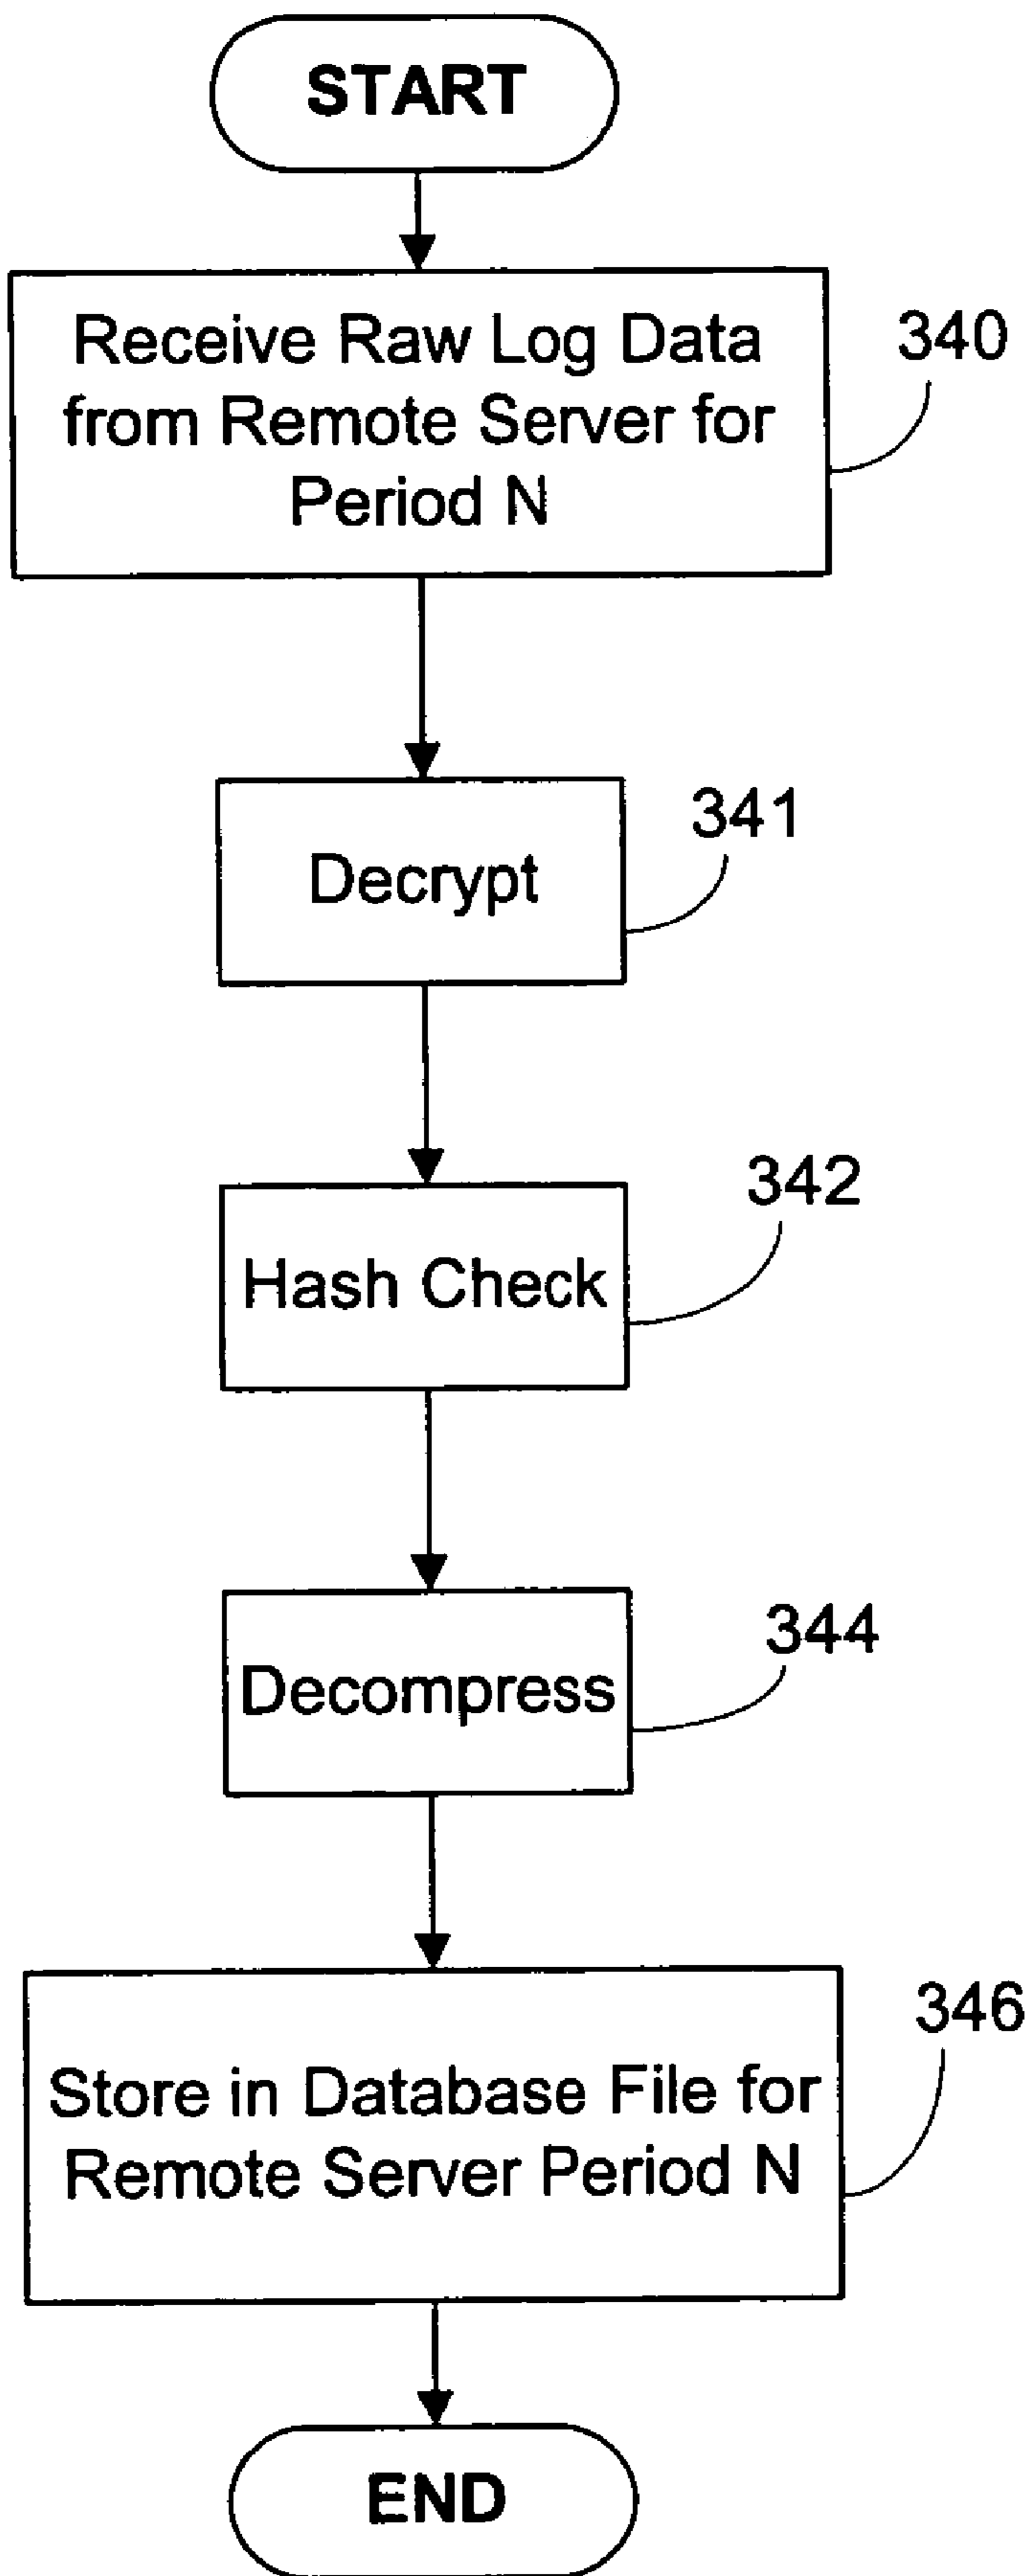 START
Receive Raw Log Data
from Remote Server for
Period N
340
Decrypt
341
Hash Check
342
Decompress
344
Store in Database File for
Remote Server Period N
346
END